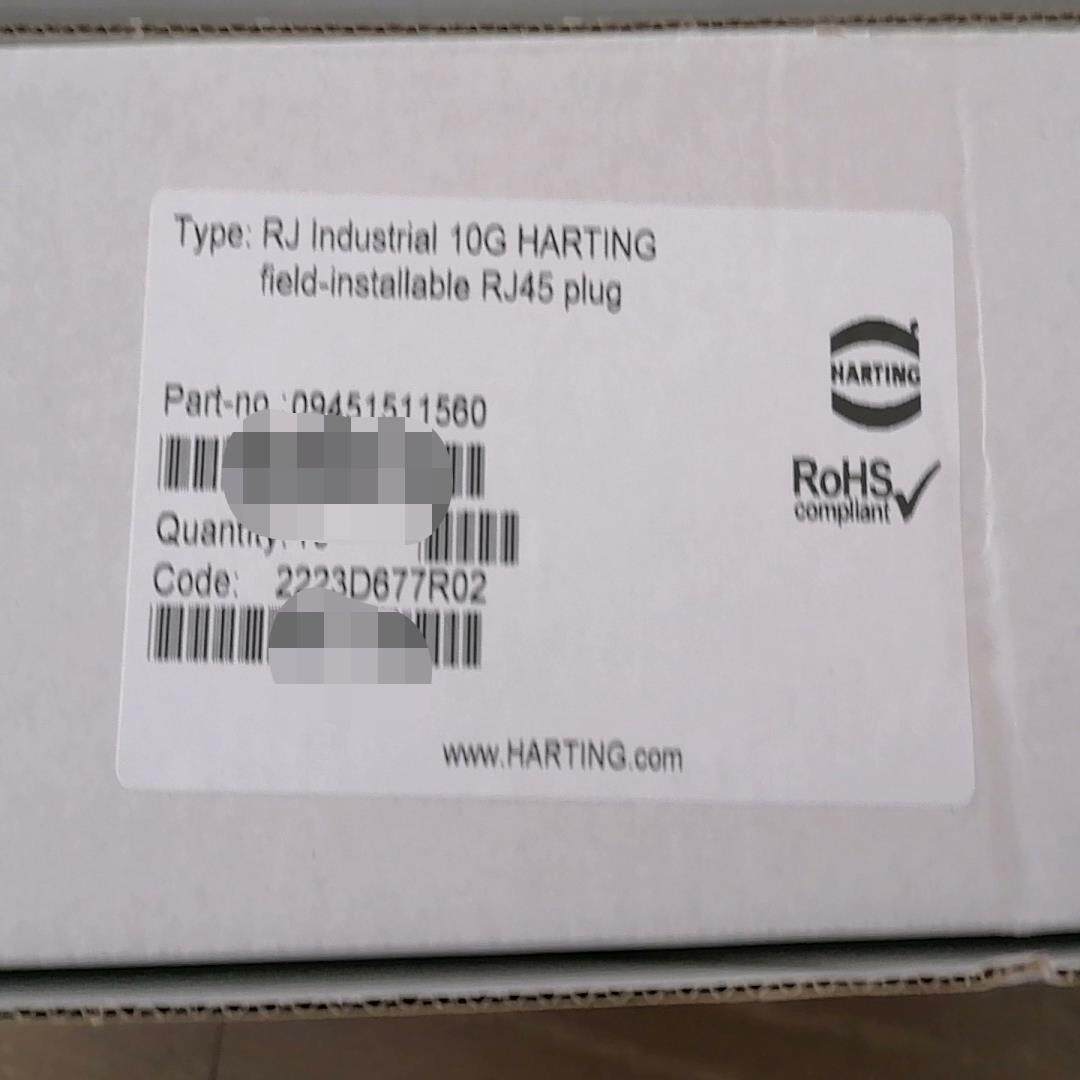 Type: RJ Industrial 10G HARTING
field-installable RJ45 plug
HARTING
Part-no.:09451511560
RoHS
compliant
Quantity:
Code: 2223D677R02
www.HARTING.com